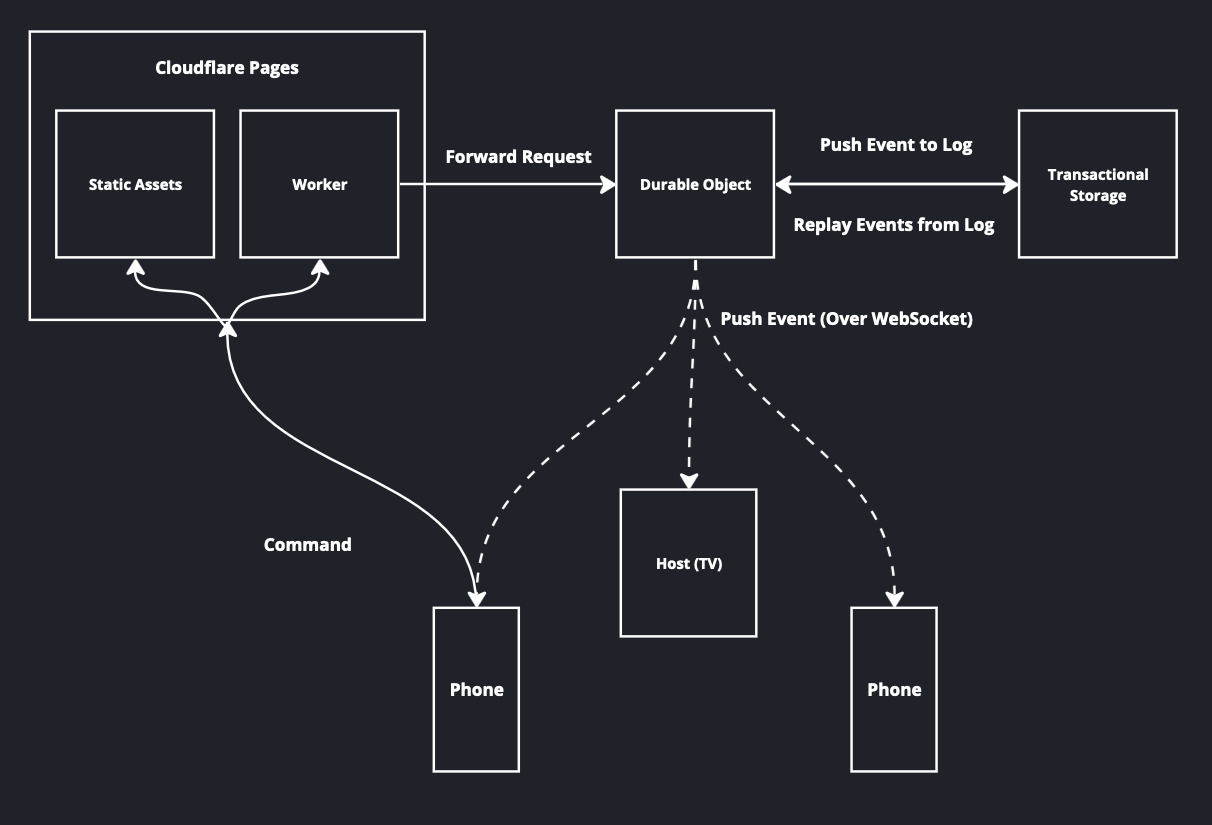 Cloudflare Pages
Static Assets
Worker
Forward Request
Durable Object
Push Event to Log
Replay Events from Log
Transactional
Storage
Push Event (Over WebSocket)
Command
Host (TV)
Phone
Phone